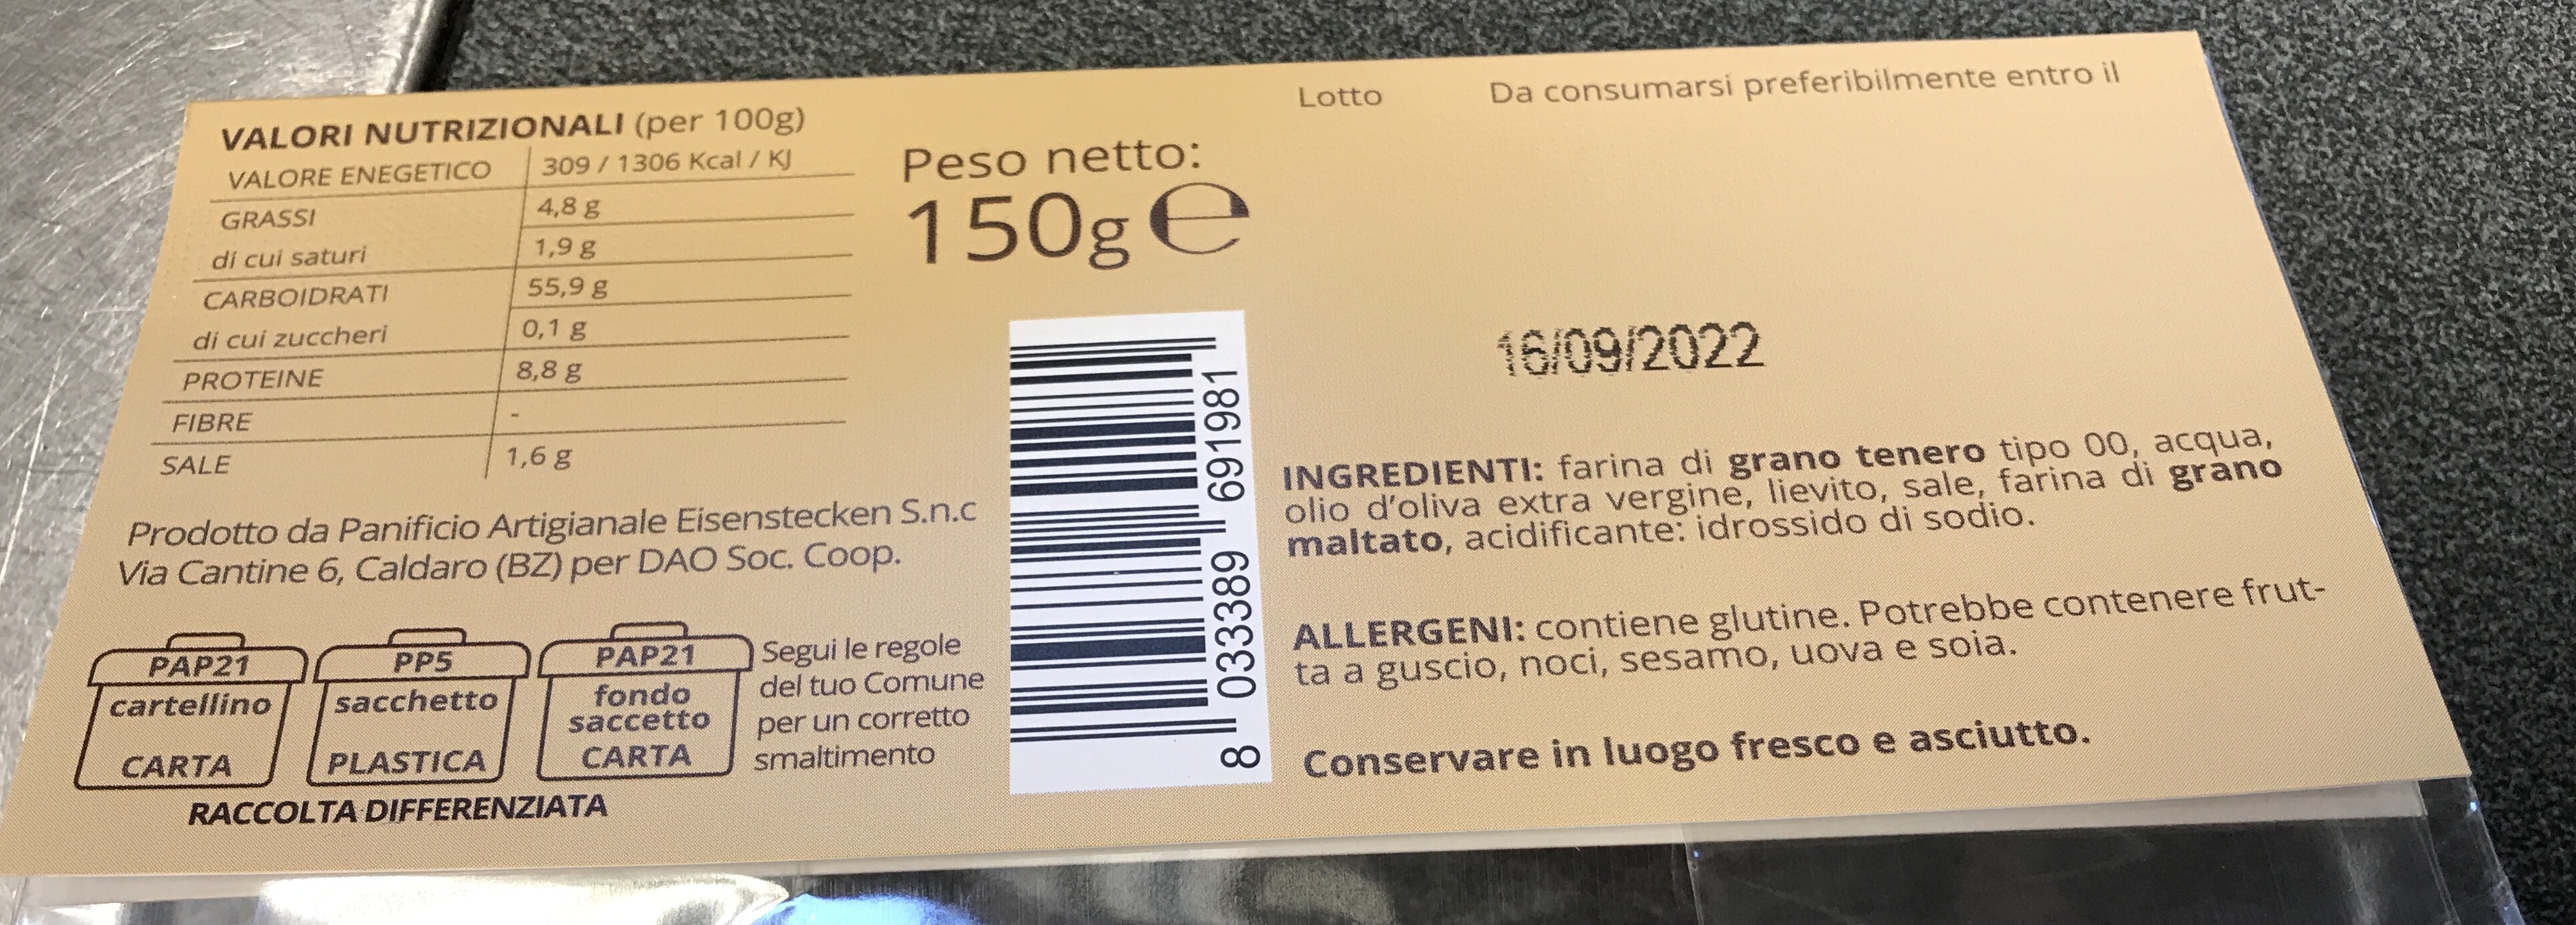 VALORI NUTRIZIONALI (per 100g)
VALORE ENEGETICO 309 / 1306 Kcal / KJ
GRASSI 4,8 g
di cui saturi 1,9 g
CARBOIDRATI 55,9 g
di cui zuccheri 0,1 g
PROTEINE 8,8 g
FIBRE -
SALE 1,6 g
Prodotto da Panificio Artigianale Eisenstecken S.n.c
Via Cantine 6, Caldaro (BZ) per DAO Soc. Coop.
PAP21
cartellino
CARTA
PP5
sacchetto
PLASTICA
PAP21
fondo
saccetto
CARTA
Segui le regole
del tuo Comune
per un corretto
smaltimento
RACCOLTA DIFFERENZIATA
Peso netto:
150g e
8 033389 691981
Lotto Da consumarsi preferibilmente entro il
16/09/2022
INGREDIENTI: farina di grano tenero tipo 00, acqua,
olio d'oliva extra vergine, lievito, sale, farina di grano
maltato, acidificante: idrossido di sodio.
ALLERGENI: contiene glutine. Potrebbe contenere frut-
ta a guscio, noci, sesamo, uova e soia.
Conservare in luogo fresco e asciutto.